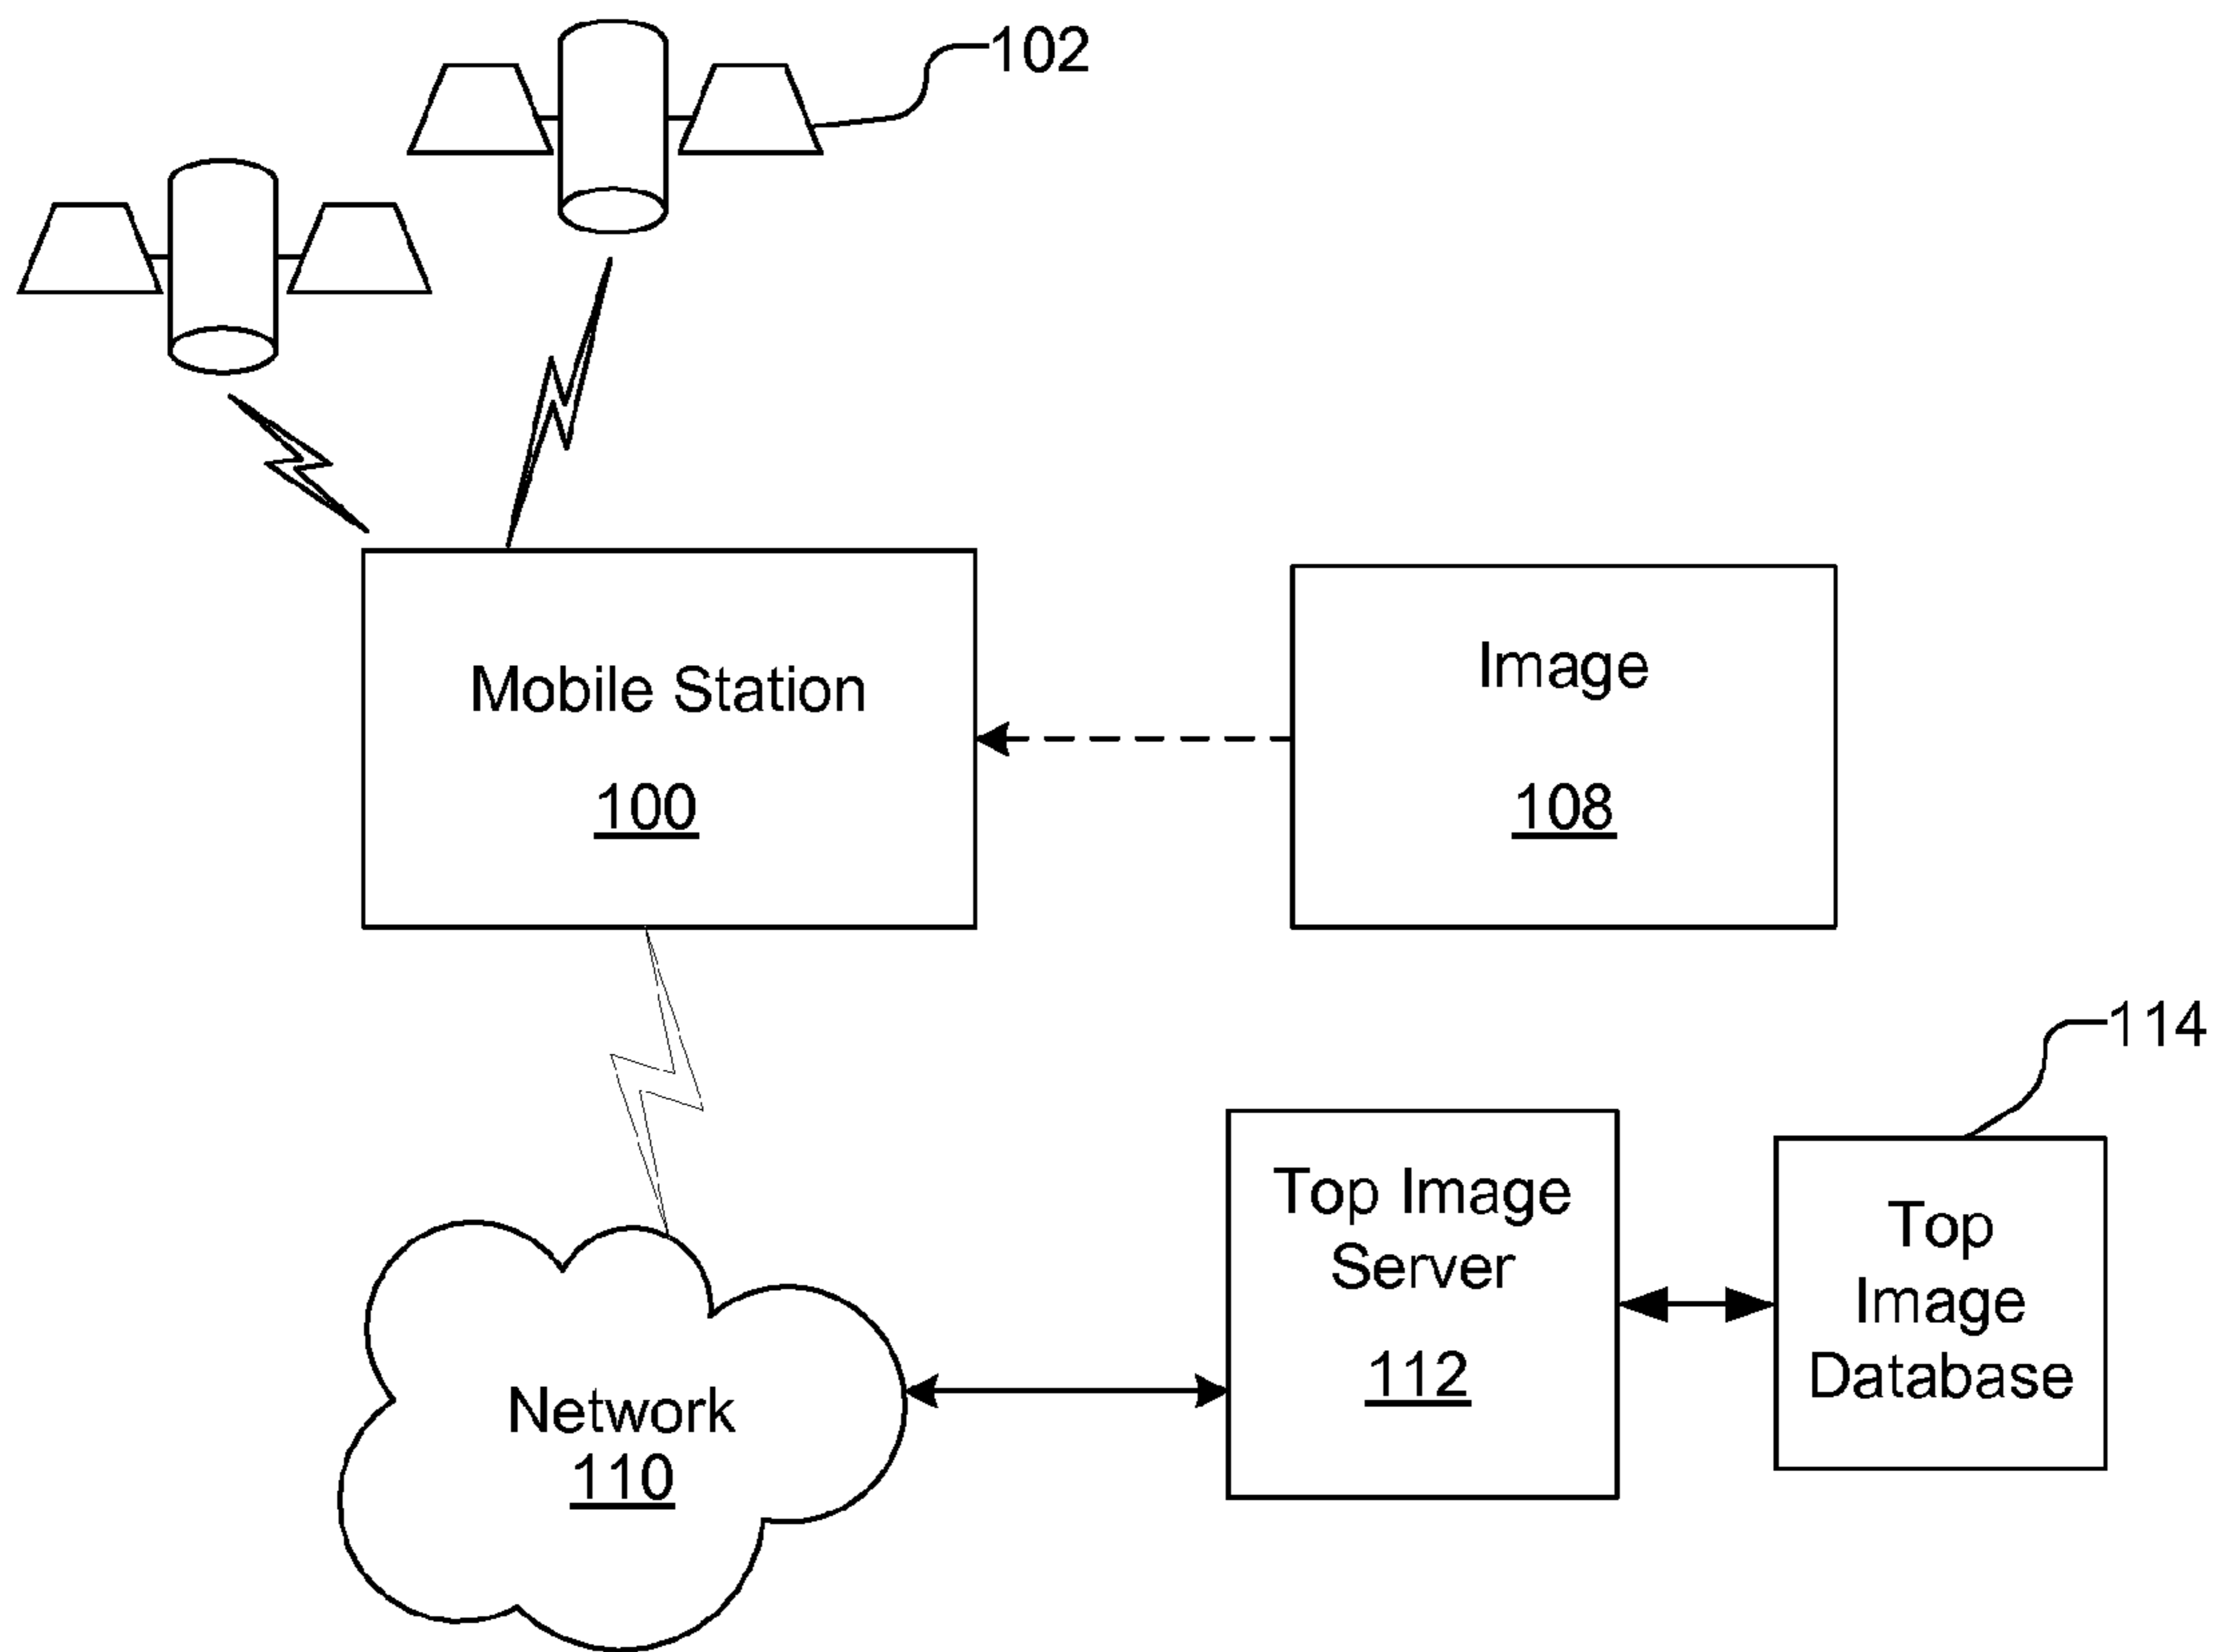 102
Mobile Station
100
Image
108
114
Top Image
Server
112
Top
Image
Database
Network
110